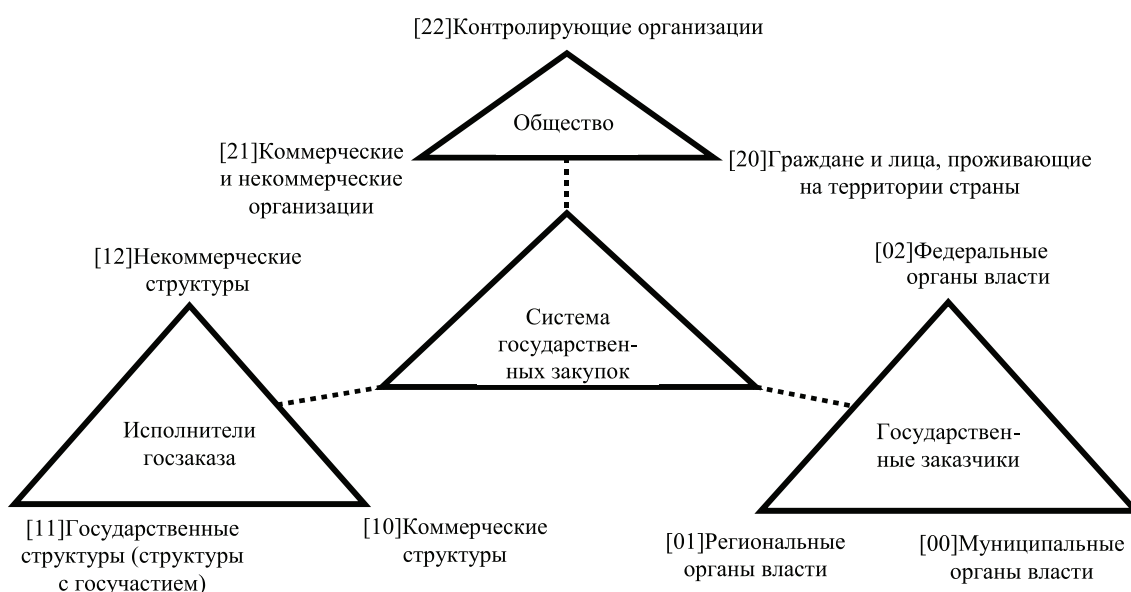 [22]Контролирующие организации
Общество
[21]Коммерческие
и некоммерческие
организации
[20]Граждане и лица, проживающие
на территории страны
[12]Некоммерческие
структуры
[02]Федеральные
органы власти
Система
государствен-
ных закупок
Исполнители
госзаказа
Государствен-
ные заказчики
[11]Государственные
структуры (структуры
с госучастием)
[10]Коммерческие
структуры
[01]Региональные
органы власти
[00]Муниципальные
органы власти